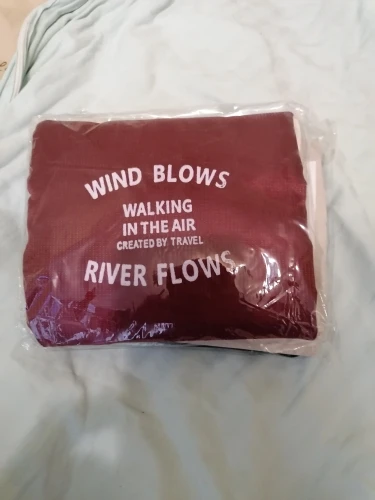 WIND BLOWS
WALKING
IN THE AIR
CREATED BY TRAVEL
RIVER FLOWS